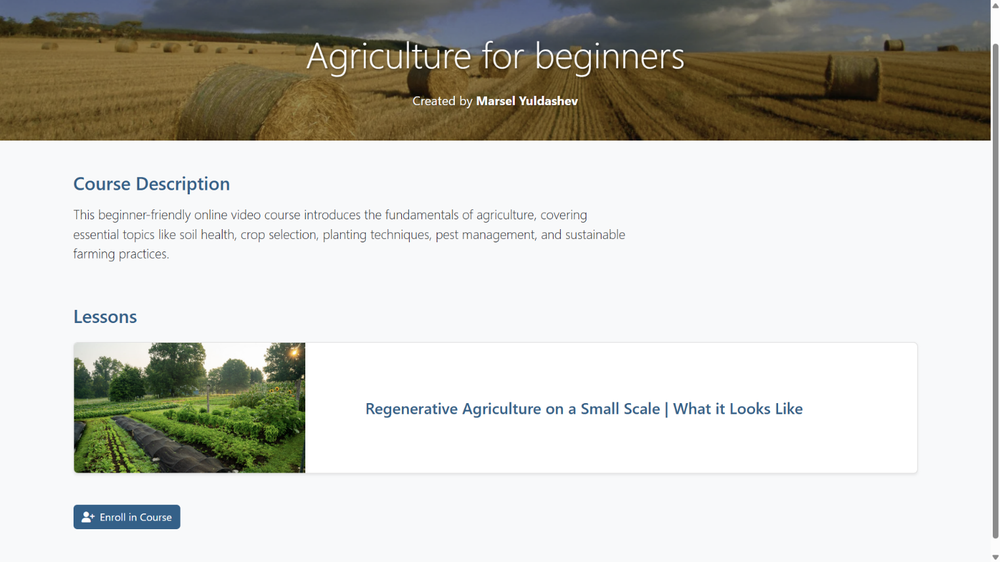 Agriculture for beginners
Created by Marsel Yuldashev
Course Description
This beginner-friendly online video course introduces the fundamentals of agriculture, covering
essential topics like soil health, crop selection, planting techniques, pest management, and sustainable
farming practices.
Lessons
Regenerative Agriculture on a Small Scale | What it Looks Like
Enroll in Course